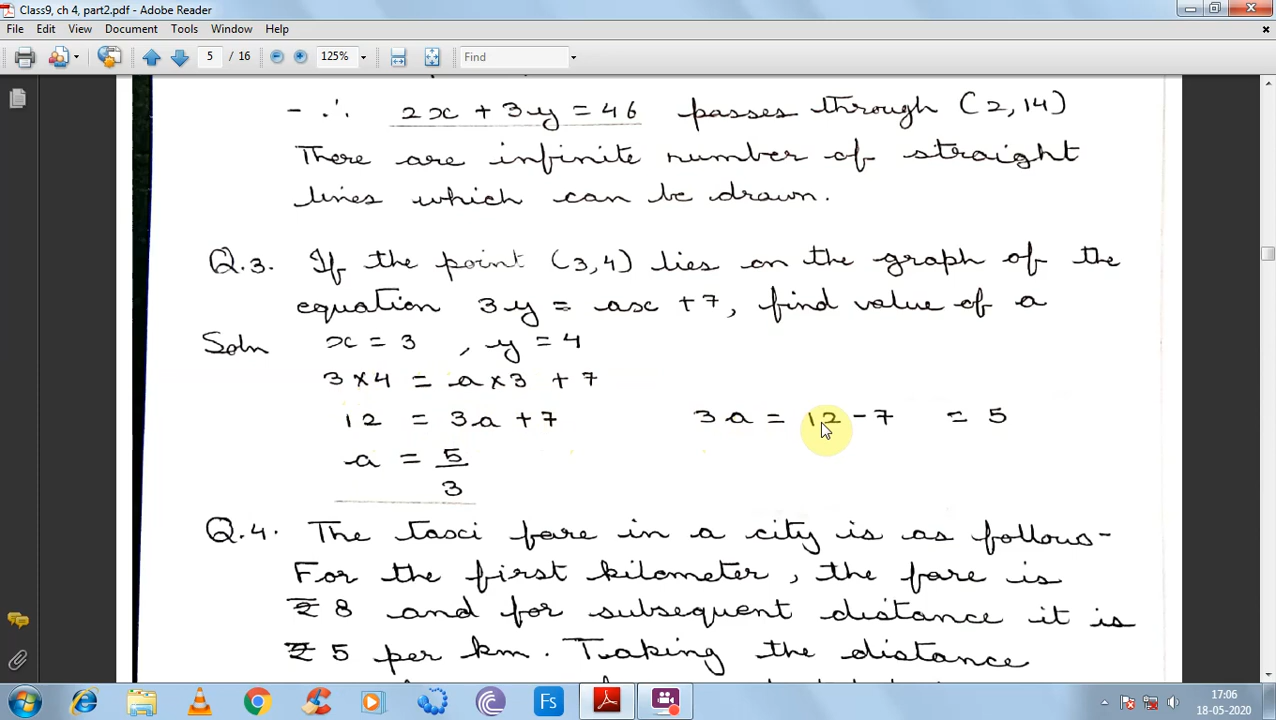 Class9, ch 4, part2.pdf - Adobe Reader
File Edit View Document Tools Window Help
5 / 16 125% Find
- ∴ 2x + 3y = 46 passes through (2,14)
There are infinite number of straight
lines which can be drawn.
Q.3. If the point (3,4) lies on the graph of the
equation 3y = ax + 7, find value of a
Soln x = 3 , y = 4
3 × 4 = a × 3 + 7
12 = 3a + 7 3a = 12 - 7 = 5
a = 5/3
Q.4. The taxi fare in a city is as follows-
For the first kilometer, the fare is
₹ 8 and for subsequent distance it is
₹ 5 per km. Taking the distance
Fs
17:06
18-05-2020